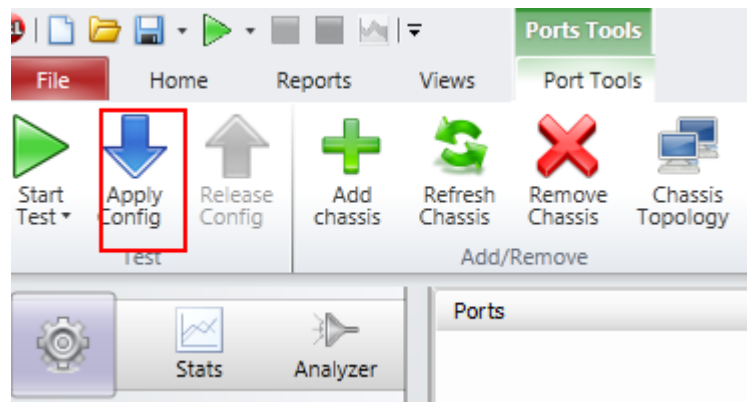 Ports Tools
File Home Reports Views Port Tools
Start Test Apply Config Release Config Add chassis Refresh Chassis Remove Chassis Chassis Topology
Test Add/Remove
Ports
Stats Analyzer